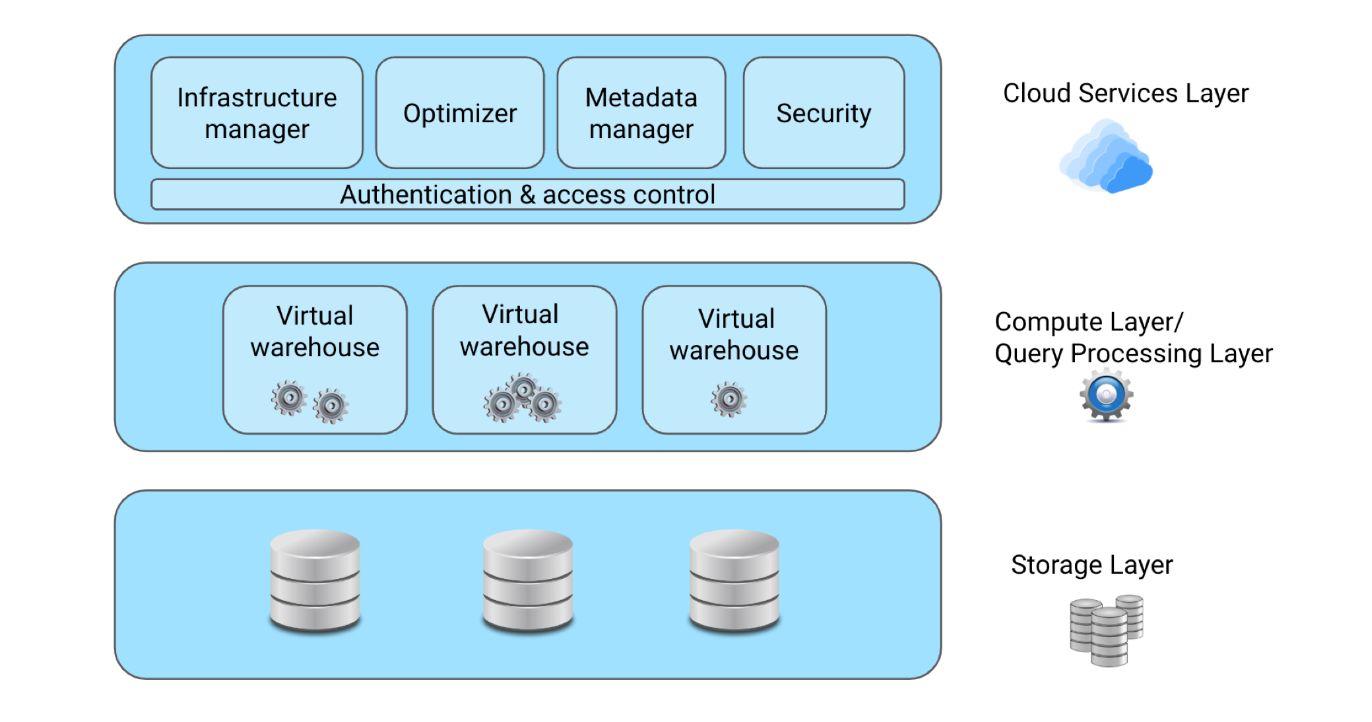 Infrastructure
manager
Optimizer
Metadata
manager
Security
Authentication & access control
Cloud Services Layer
Virtual
warehouse
Virtual
warehouse
Virtual
warehouse
Compute Layer/
Query Processing Layer
Storage Layer